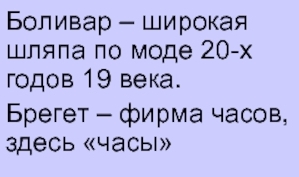 Боливар – широкая
шляпа по моде 20-х
годов 19 века.
Брегет – фирма часов,
здесь «часы»